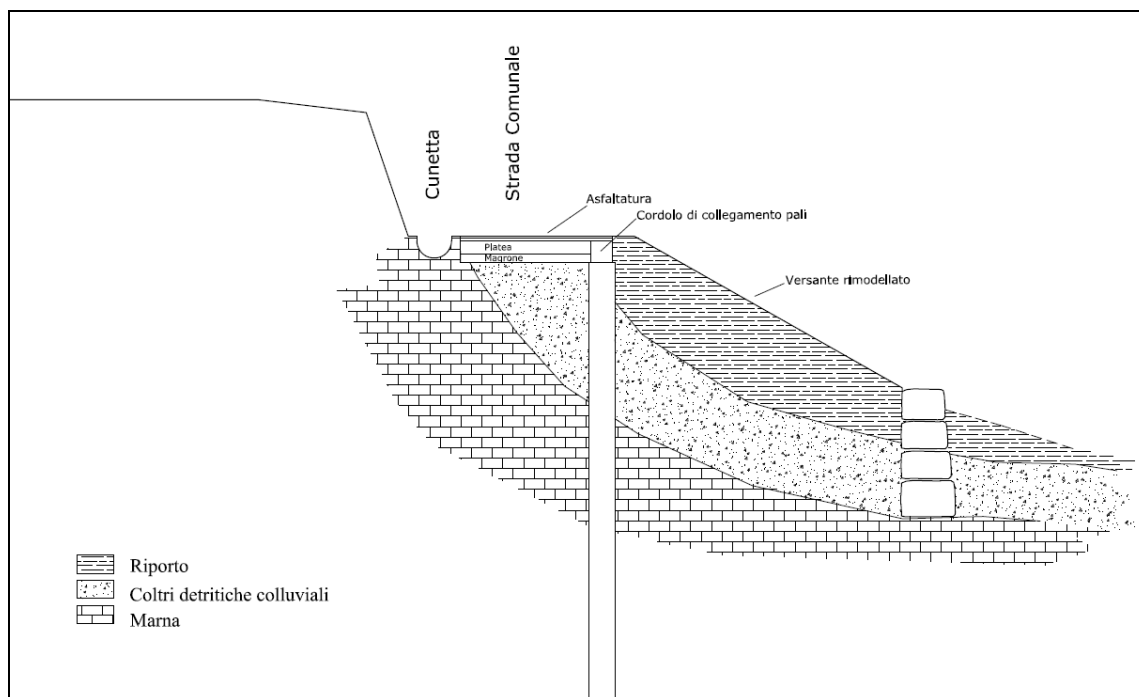 Cunetta
Strada Comunale
Asfaltatura
Cordolo di collegamento pali
Platea
Magrone
Versante rimodellato
Riporto
Coltri detritiche colluviali
Marna